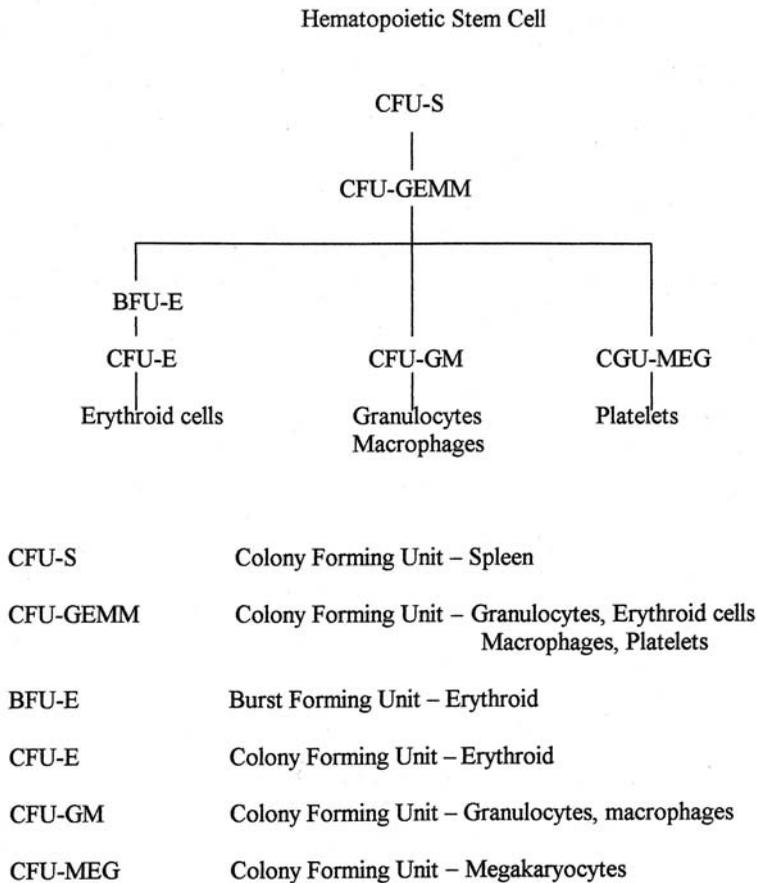 Hematopoietic Stem Cell
CFU-S
CFU-GEMM
BFU-E
CFU-E CFU-GM CGU-MEG
Erythroid cells Granulocytes Platelets
Macrophages
CFU-S Colony Forming Unit – Spleen
CFU-GEMM Colony Forming Unit – Granulocytes, Erythroid cells
Macrophages, Platelets
BFU-E Burst Forming Unit – Erythroid
CFU-E Colony Forming Unit – Erythroid
CFU-GM Colony Forming Unit – Granulocytes, macrophages
CFU-MEG Colony Forming Unit – Megakaryocytes